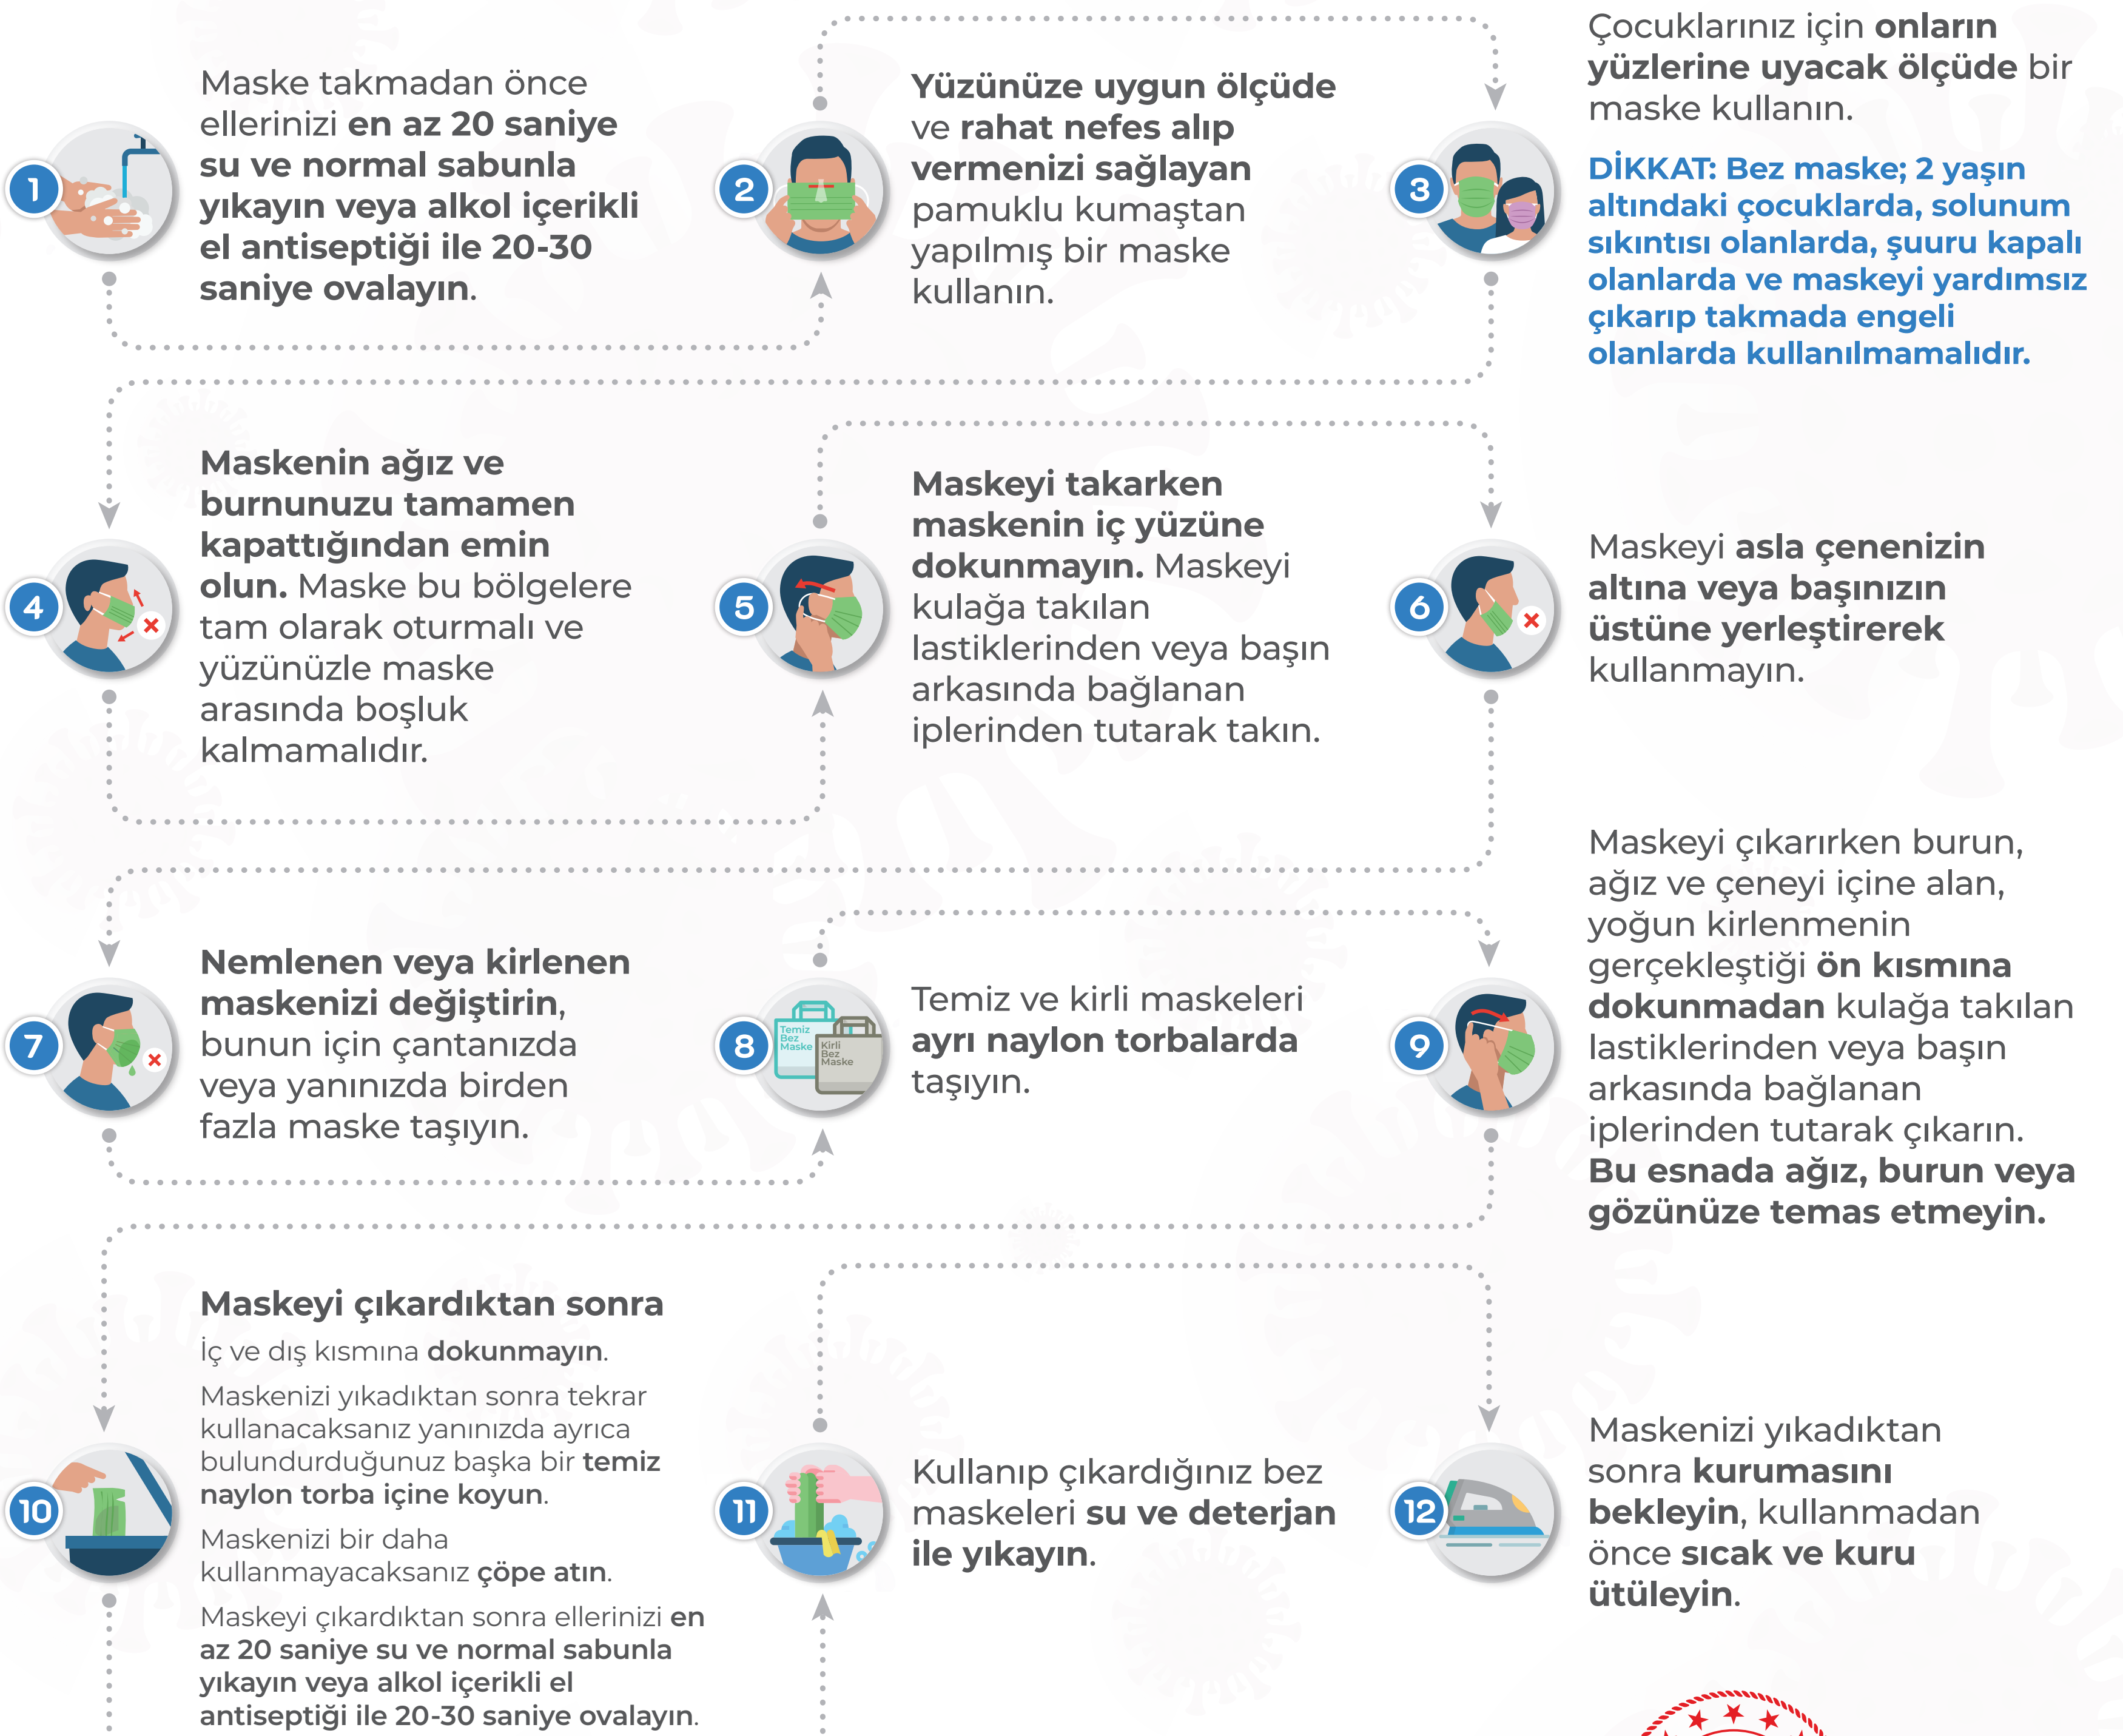 1
Maske takmadan önce
ellerinizi en az 20 saniye
su ve normal sabunla
yıkayın veya alkol içerikli
el antiseptiği ile 20-30
saniye ovalayın.
2
Yüzünüze uygun ölçüde
ve rahat nefes alıp
vermenizi sağlayan
pamuklu kumaştan
yapılmış bir maske
kullanın.
3
Çocuklarınız için onların
yüzlerine uyacak ölçüde bir
maske kullanın.
DİKKAT: Bez maske; 2 yaşın
altındaki çocuklarda, solunum
sıkıntısı olanlarda, şuuru kapalı
olanlarda ve maskeyi yardımsız
çıkarıp takmada engeli
olanlarda kullanılmamalıdır.
4
Maskenin ağız ve
burnunuzu tamamen
kapattığından emin
olun. Maske bu bölgelere
tam olarak oturmalı ve
yüzünüzle maske
arasında boşluk
kalmamalıdır.
5
Maskeyi takarken
maskenin iç yüzüne
dokunmayın. Maskeyi
kulağa takılan
lastiklerinden veya başın
arkasında bağlanan
iplerinden tutarak takın.
6
Maskeyi asla çenenizin
altına veya başınızın
üstüne yerleştirerek
kullanmayın.
7
Nemlenen veya kirlenen
maskenizi değiştirin,
bunun için çantanızda
veya yanınızda birden
fazla maske taşıyın.
8
Temiz
Bez
Maske
Kirli
Bez
Maske
Temiz ve kirli maskeleri
ayrı naylon torbalarda
taşıyın.
9
Maskeyi çıkarırken burun,
ağız ve çeneyi içine alan,
yoğun kirlenmenin
gerçekleştiği ön kısmına
dokunmadan kulağa takılan
lastiklerinden veya başın
arkasında bağlanan
iplerinden tutarak çıkarın.
Bu esnada ağız, burun veya
gözünüze temas etmeyin.
10
Maskeyi çıkardıktan sonra
İç ve dış kısmına dokunmayın.
Maskenizi yıkadıktan sonra tekrar
kullanacaksanız yanınızda ayrıca
bulundurduğunuz başka bir temiz
naylon torba içine koyun.
Maskenizi bir daha
kullanmayacaksanız çöpe atın.
Maskeyi çıkardıktan sonra ellerinizi en
az 20 saniye su ve normal sabunla
yıkayın veya alkol içerikli el
antiseptiği ile 20-30 saniye ovalayın.
11
Kullanıp çıkardığınız bez
maskeleri su ve deterjan
ile yıkayın.
12
Maskenizi yıkadıktan
sonra kurumasını
bekleyin, kullanmadan
önce sıcak ve kuru
ütüleyin.